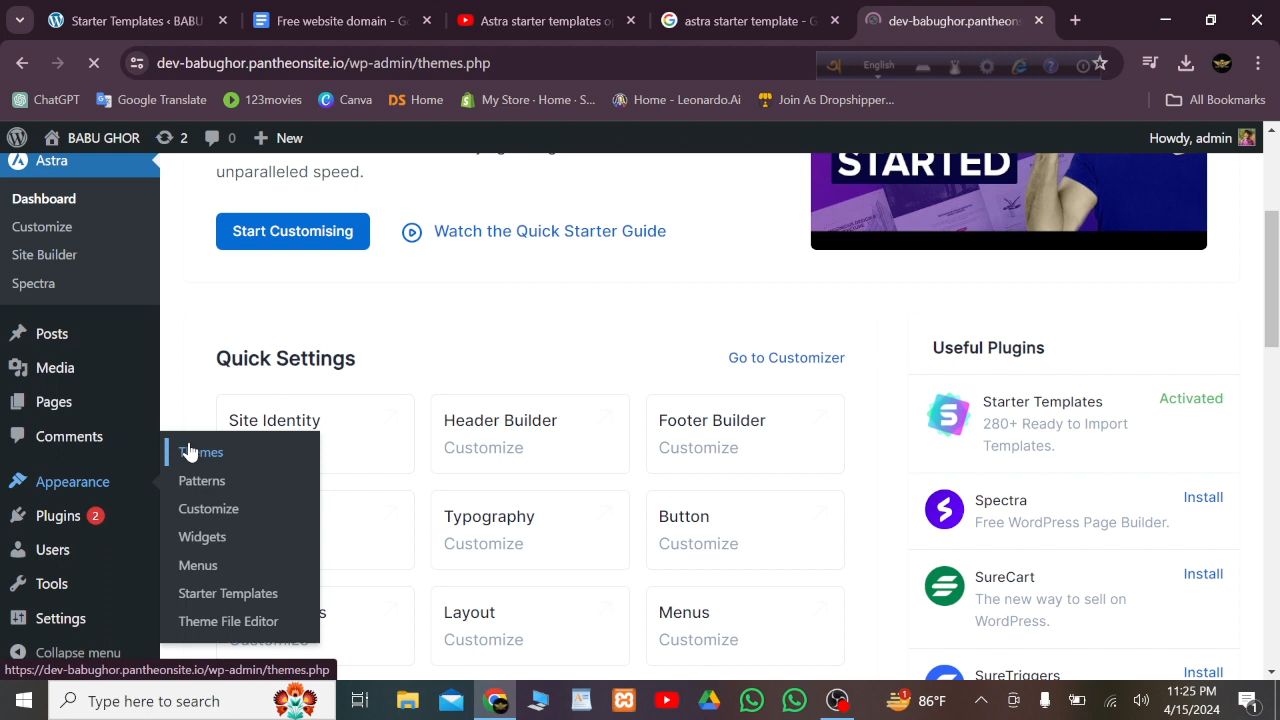 Starter Templates ‹ BABU
Free website domain - Go
Astra starter templates op
astra starter template - G
dev-babughor.pantheonsit
dev-babughor.pantheonsite.io/wp-admin/themes.php
English
ChatGPT
Google Translate
123movies
Canva
DS Home
My Store · Home · S...
Home - Leonardo.Ai
Join As Dropshipper...
All Bookmarks
BABU GHOR
2
0
New
Howdy, admin
Astra
Dashboard
Customize
Site Builder
Spectra
Posts
Media
Pages
Comments
Appearance
Plugins 2
Users
Tools
Settings
Collapse menu
Themes
Patterns
Customize
Widgets
Menus
Starter Templates
Theme File Editor
unparalleled speed.
Start Customising
Watch the Quick Starter Guide
STARTED
Quick Settings
Go to Customizer
Site Identity
Header Builder
Customize
Footer Builder
Customize
Typography
Customize
Button
Customize
Layout
Customize
Menus
Customize
Useful Plugins
Starter Templates
Activated
280+ Ready to Import
Templates.
Spectra
Install
Free WordPress Page Builder.
SureCart
Install
The new way to sell on
WordPress.
SureTriggers
Install
https://dev-babughor.pantheonsite.io/wp-admin/themes.php
Type here to search
1
86°F
11:25 PM
4/15/2024
1